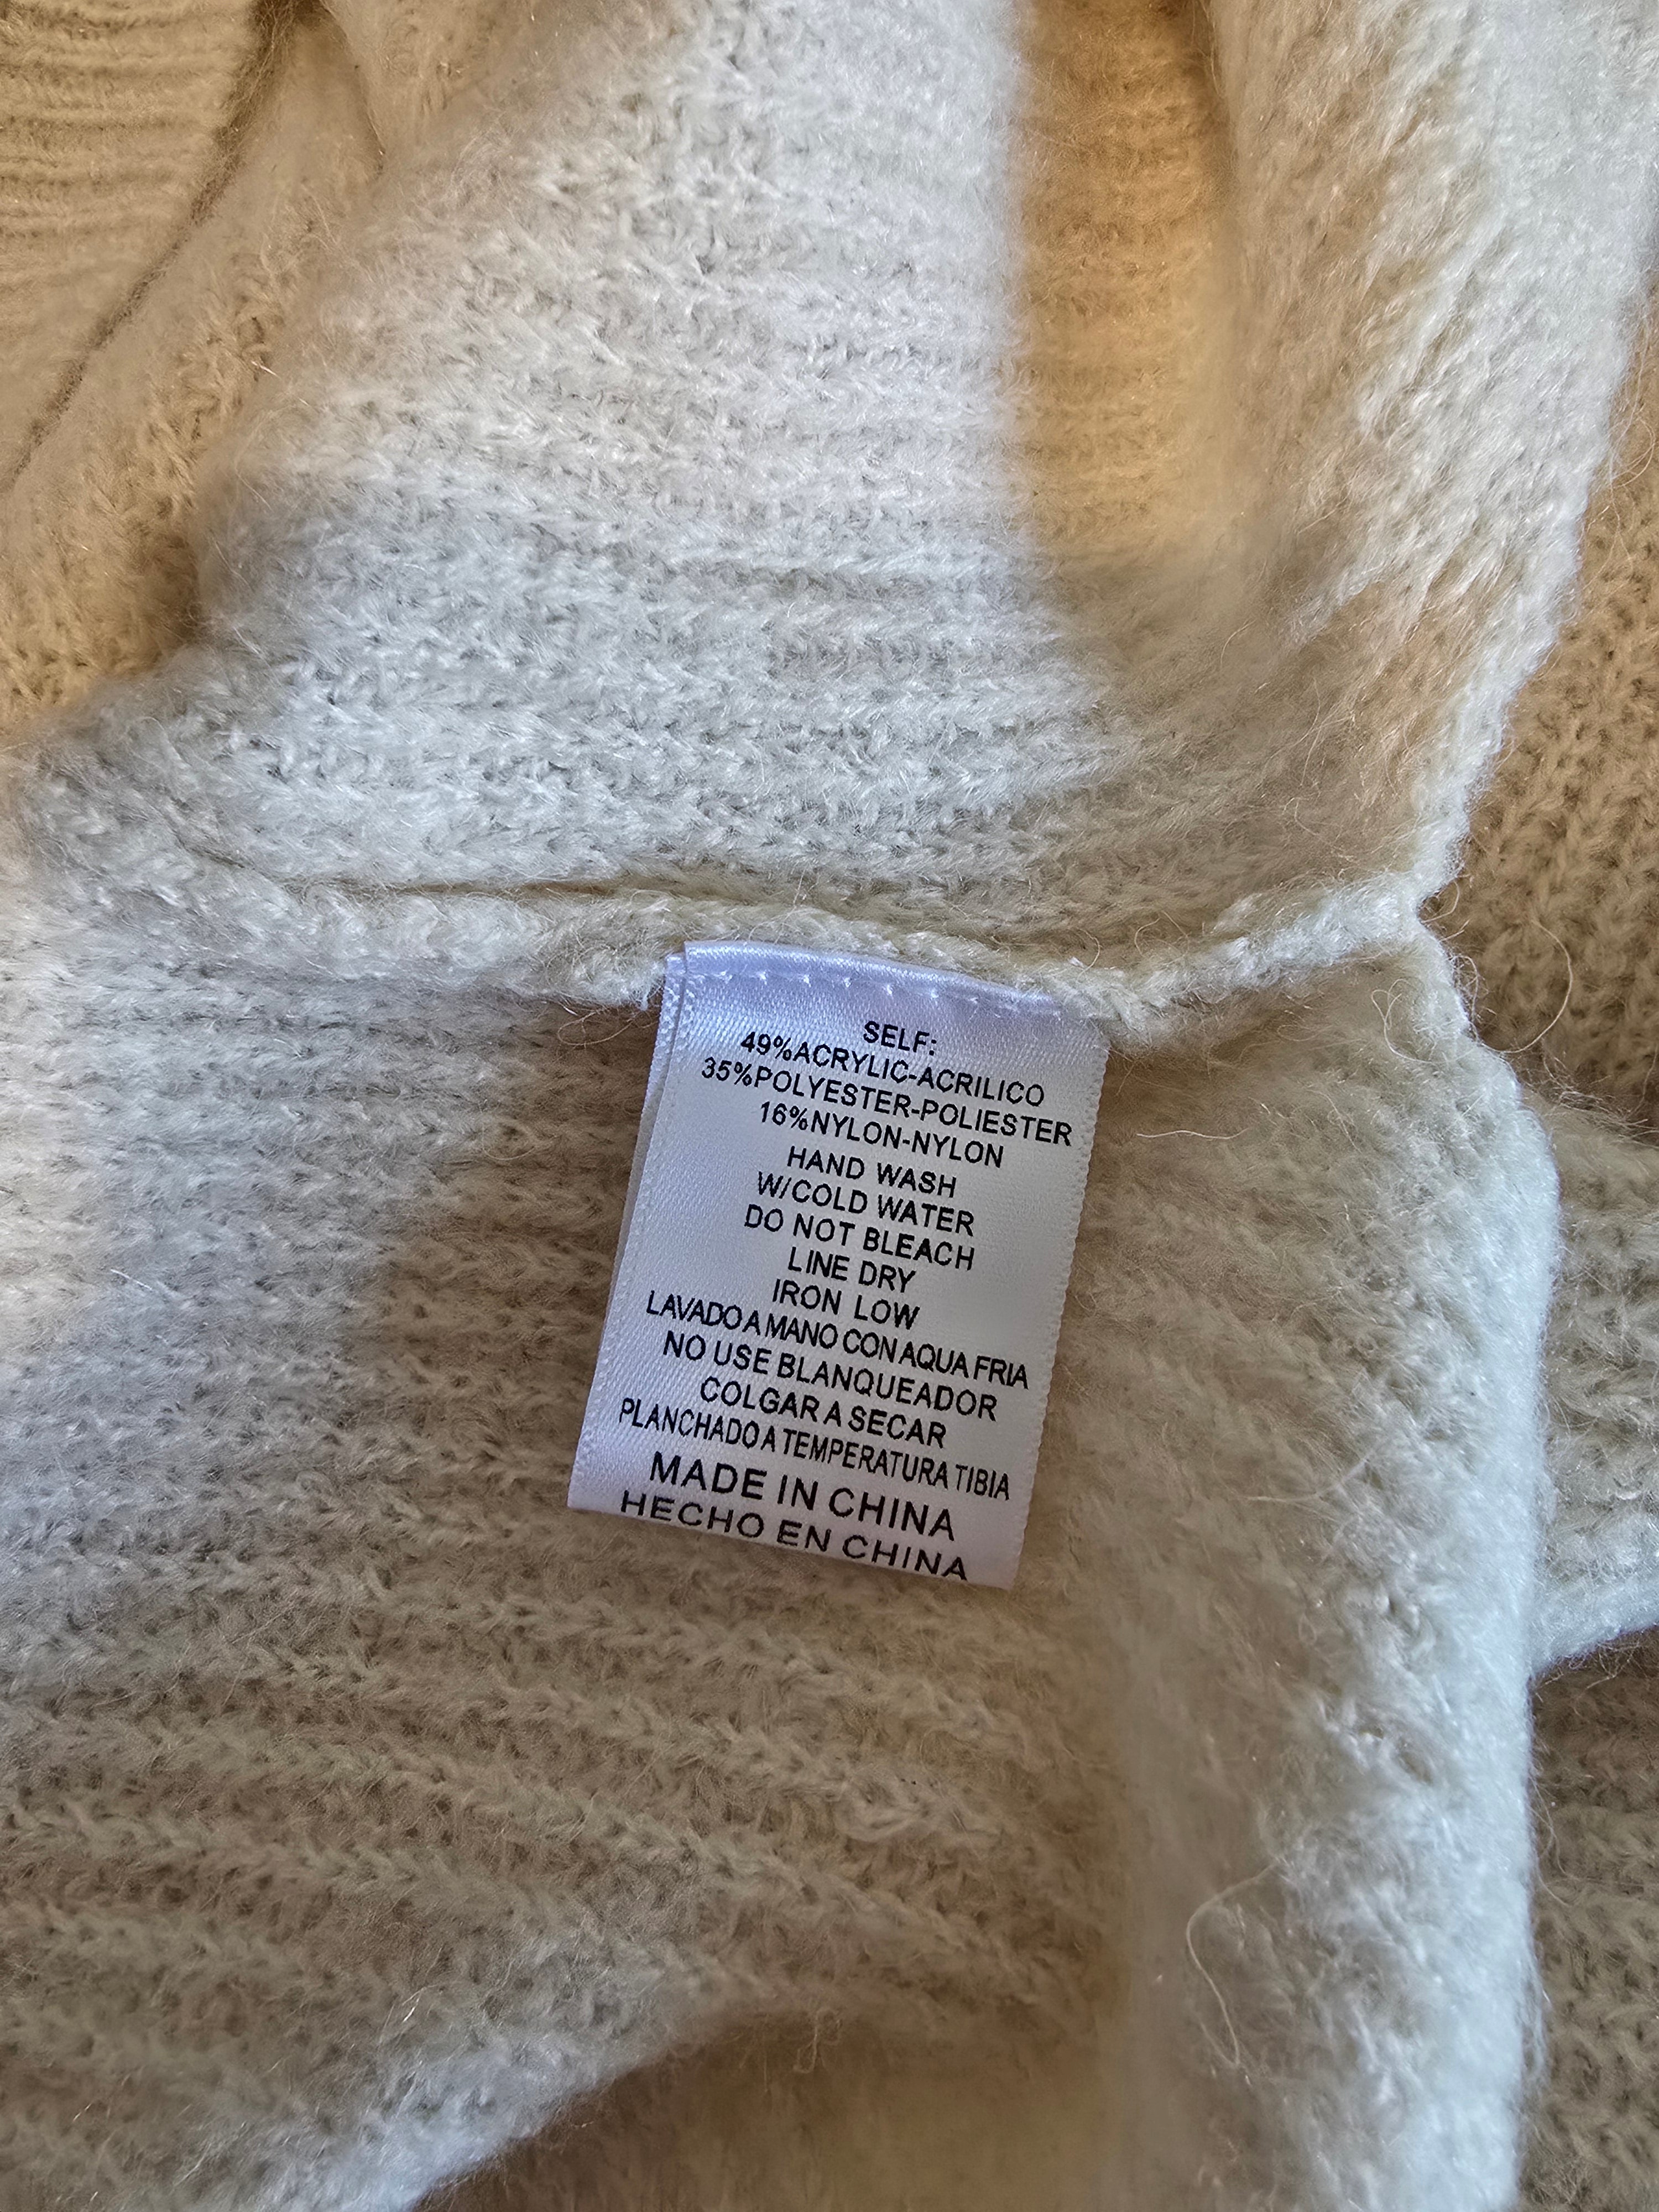 SELF:
49%ACRYLIC-ACRILICO
35%POLYESTER-POLIESTER
16%NYLON-NYLON
HAND WASH
W/COLD WATER
DO NOT BLEACH
LINE DRY
IRON LOW
LAVADO A MANO CON AQUA FRIA
NO USE BLANQUEADOR
COLGAR A SECAR
PLANCHADO A TEMPERATURA TIBIA
MADE IN CHINA
HECHO EN CHINA